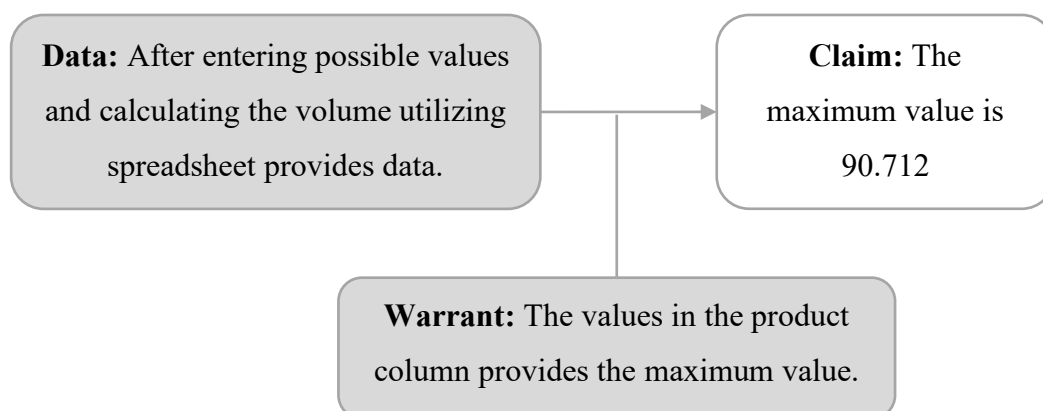 Data: After entering possible values
and calculating the volume utilizing
spreadsheet provides data.
Claim: The
maximum value is
90.712
Warrant: The values in the product
column provides the maximum value.